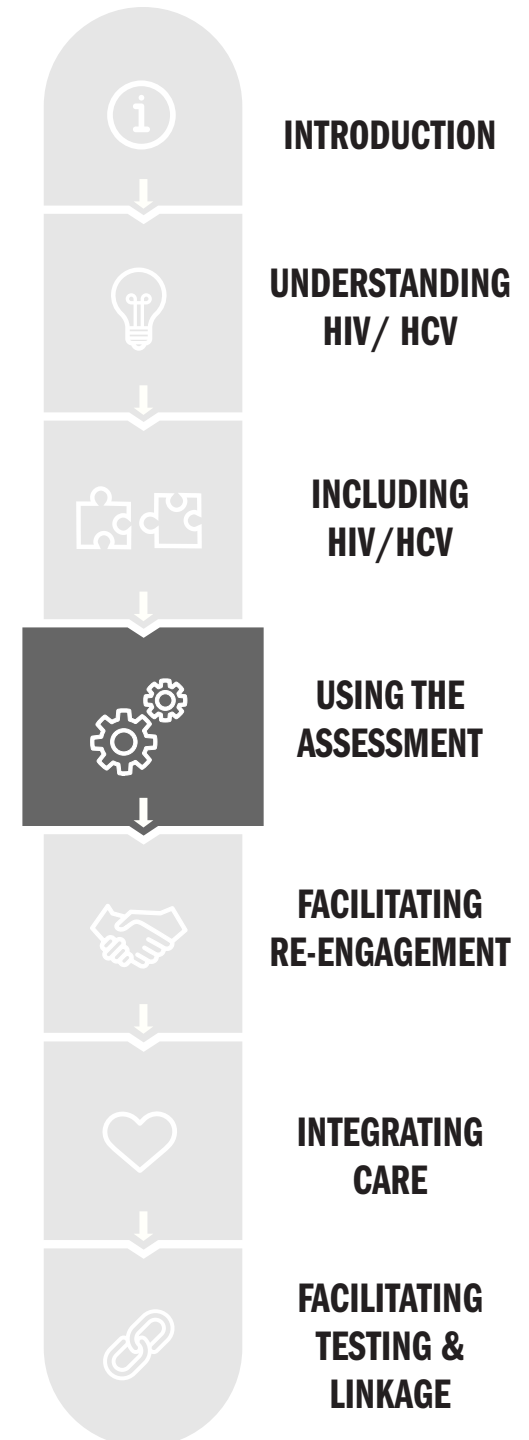 INTRODUCTION
UNDERSTANDING
HIV/ HCV
INCLUDING
HIV/HCV
USING THE
ASSESSMENT
FACILITATING
RE-ENGAGEMENT
INTEGRATING
CARE
FACILITATING
TESTING &
LINKAGE